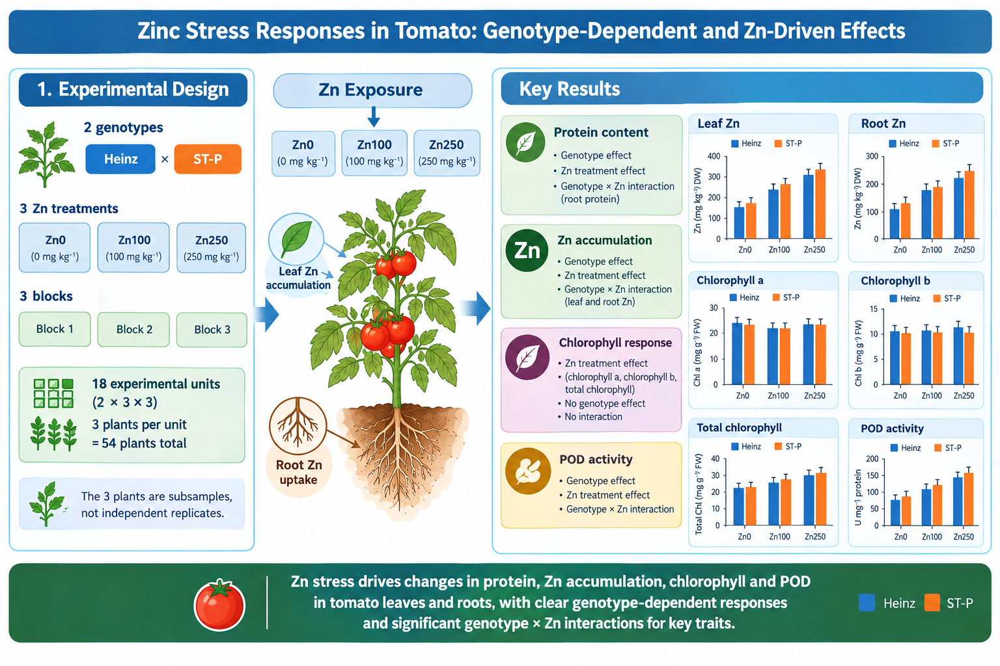 Zinc Stress Responses in Tomato: Genotype-Dependent and Zn-Driven Effects
1. Experimental Design
2 genotypes
Heinz × ST-P
3 Zn treatments
Zn0
(0 mg kg⁻¹)
Zn100
(100 mg kg⁻¹)
Zn250
(250 mg kg⁻¹)
3 blocks
Block 1
Block 2
Block 3
18 experimental units
(2 × 3 × 3)
3 plants per unit
= 54 plants total
The 3 plants are subsamples,
not independent replicates.
Zn Exposure
Zn0
(0 mg kg⁻¹)
Zn100
(100 mg kg⁻¹)
Zn250
(250 mg kg⁻¹)
Leaf Zn
accumulation
Root Zn
uptake
Key Results
Protein content
• Genotype effect
• Zn treatment effect
• Genotype × Zn interaction
(root protein)
Zn
Zn accumulation
• Genotype effect
• Zn treatment effect
• Genotype × Zn interaction
(leaf and root Zn)
Chlorophyll response
• Zn treatment effect
• (chlorophyll a, chlorophyll b,
total chlorophyll)
• No genotype effect
• No interaction
POD activity
• Genotype effect
• Zn treatment effect
• Genotype × Zn interaction
Leaf Zn
Heinz ST-P
Zn (mg kg⁻¹) DW)
400
300
200
100
0
Zn0 Zn100 Zn250
Root Zn
Heinz ST-P
Zn (mg kg⁻¹) DW)
300
200
100
0
Zn0 Zn100 Zn250
Chlorophyll a
Heinz ST-P
Chl a (mg g⁻¹/ FW)
30
20
10
0
Zn0 Zn100 Zn250
Chlorophyll b
Heinz ST-P
Chl b (mg g⁻¹/ FW)
15
10
5
0
Zn0 Zn100 Zn250
Total chlorophyll
Heinz ST-P
Total Chl (mg g⁻¹/ FW)
40
30
20
10
0
Zn0 Zn100 Zn250
POD activity
Heinz ST-P
U mg⁻¹ protein
200
150
100
50
0
Zn0 Zn100 Zn250
Zn stress drives changes in protein, Zn accumulation, chlorophyll and POD
in tomato leaves and roots, with clear genotype-dependent responses
and significant genotype × Zn interactions for key traits.
Heinz ST-P